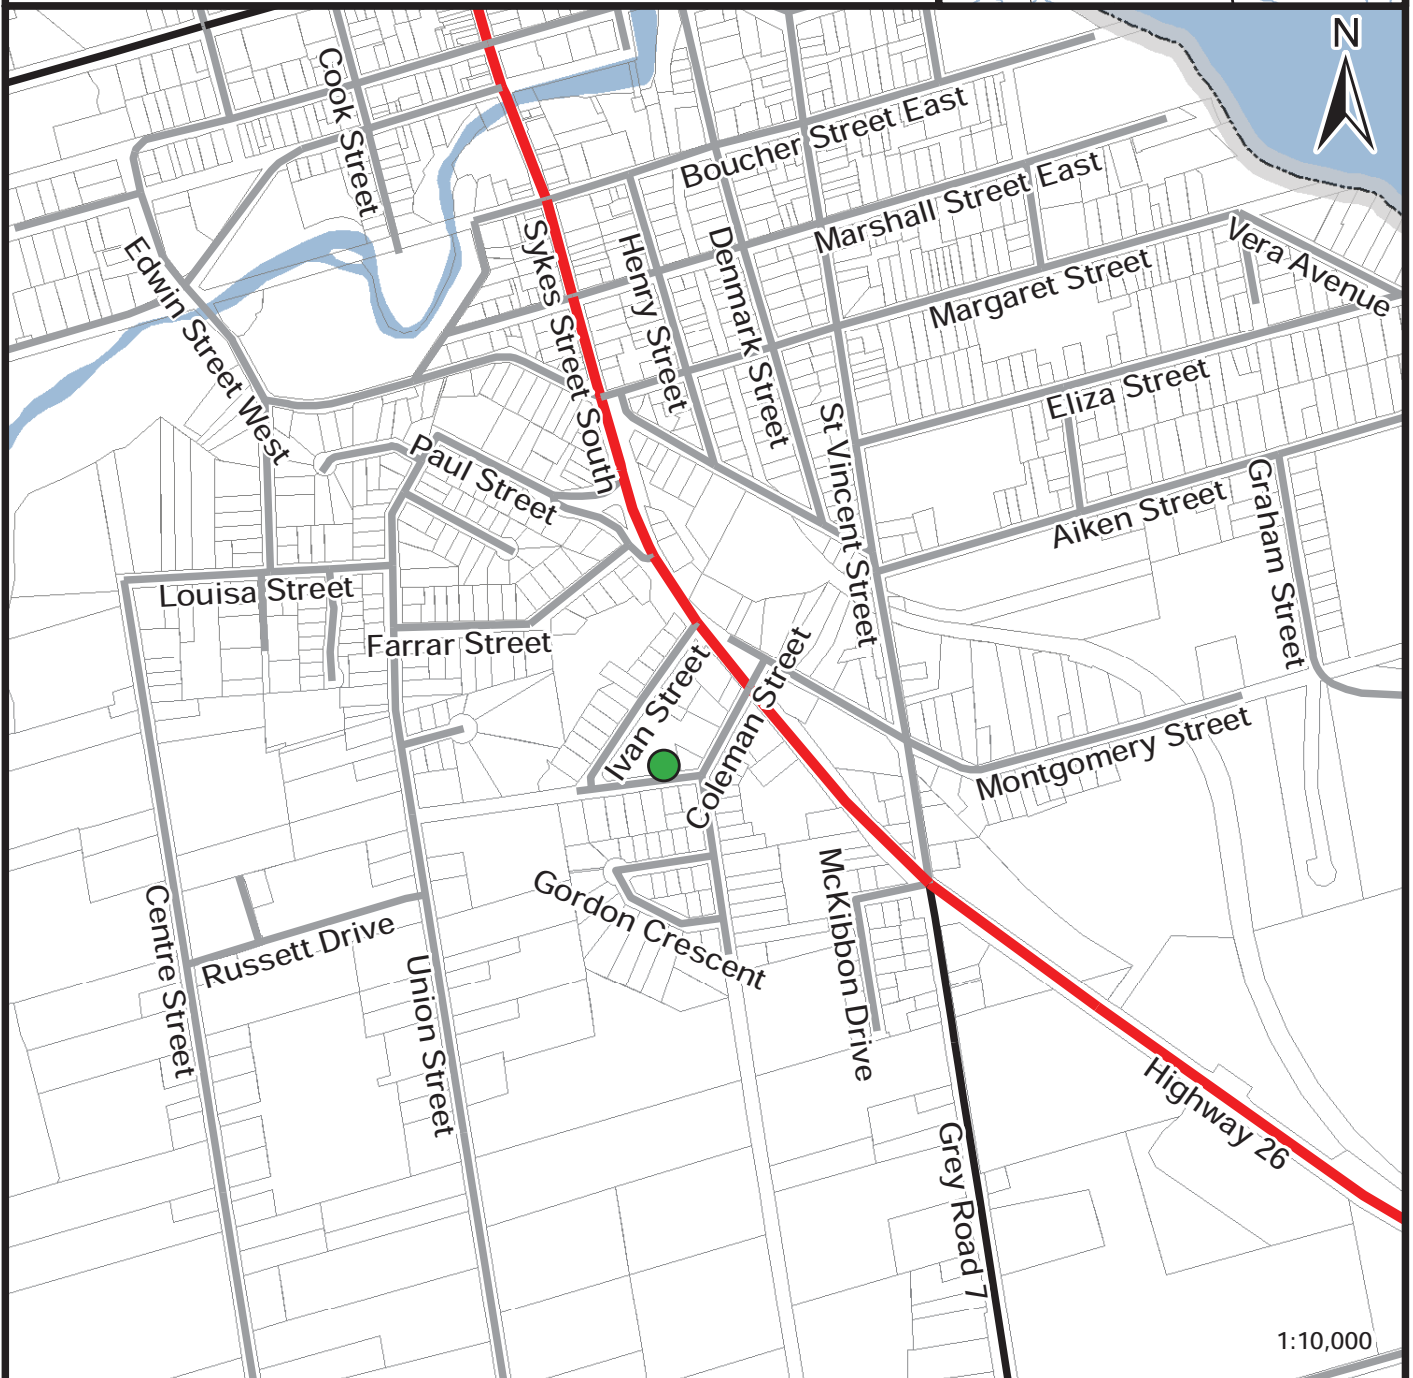 N
Cook Street
Boucher Street East
Marshall Street East
Vera Avenue
Edwin Street West
Sykes Street South
Henry Street
Denmark Street
Margaret Street
Eliza Street
St Vincent Street
Paul Street
Aiken Street
Graham Street
Louisa Street
Farrar Street
Ivan Street
Coleman Street
Montgomery Street
Gordon Crescent
McKibbon Drive
Centre Street
Russett Drive
Union Street
Highway 26
Grey Road 7
1:10,000